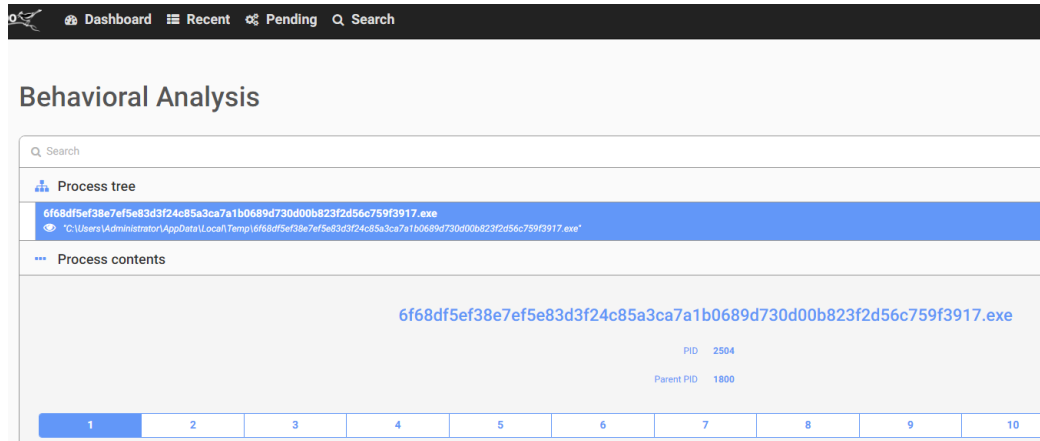 Dashboard Recent Pending Search
Behavioral Analysis
Search
Process tree
6f68df5ef38e7ef5e83d3f24c85a3ca7a1b0689d730d00b823f2d56c759f3917.exe
"C:\Users\Administrator\AppData\Local\Temp\6f68df5ef38e7ef5e83d3f24c85a3ca7a1b0689d730d00b823f2d56c759f3917.exe"
Process contents
6f68df5ef38e7ef5e83d3f24c85a3ca7a1b0689d730d00b823f2d56c759f3917.exe
PID 2504
Parent PID 1800
1 2 3 4 5 6 7 8 9 10